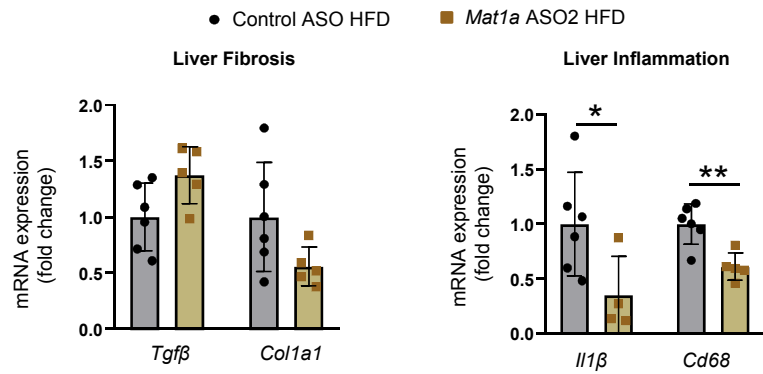 Control ASO HFD
Mat1a ASO2 HFD
Liver Fibrosis
mRNA expression
(fold change)
2.0
1.5
1.0
0.5
0.0
Tgfβ
Col1a1
Liver Inflammation
mRNA expression
(fold change)
2.0
1.5
1.0
0.5
0.0
*
**
Il1β
Cd68